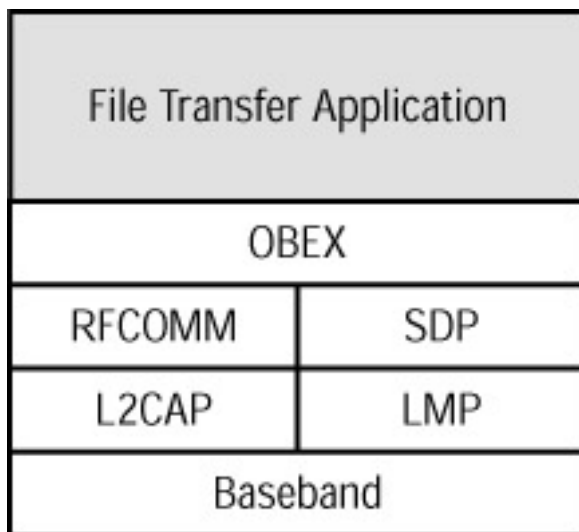 File Transfer Application
OBEX
RFCOMM SDP
L2CAP LMP
Baseband